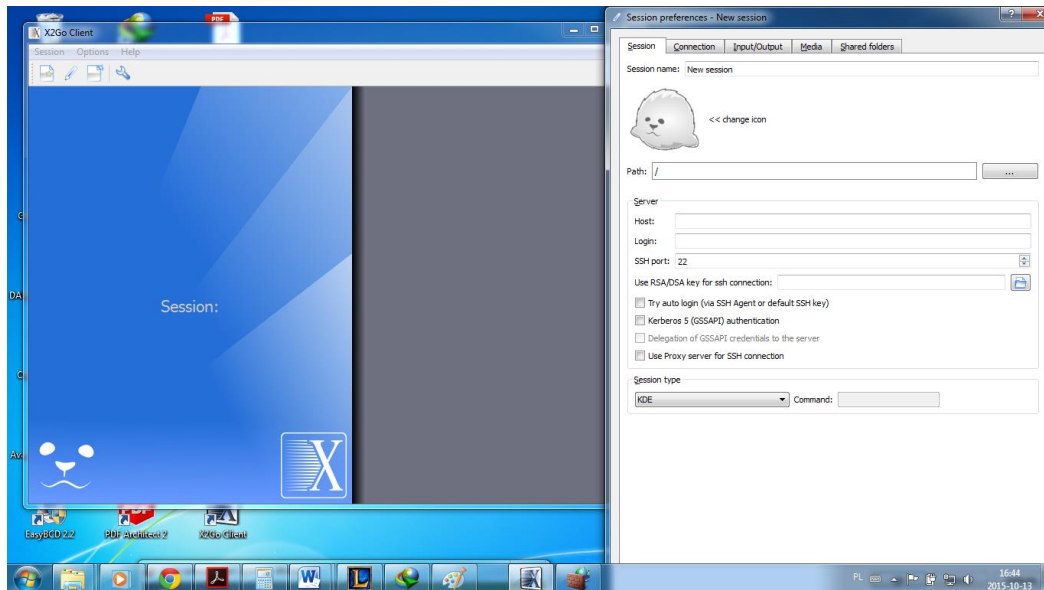 PDF
X2Go Client
Session Options Help
Session:
X
EasyBCD 2.2
PDF Architect 2
X2Go Client
Session preferences - New session
Session Connection Input/Output Media Shared folders
Session name: New session
<< change icon
Path: /
...
Server
Host:
Login:
SSH port: 22
Use RSA/DSA key for ssh connection:
Try auto login (via SSH Agent or default SSH key)
Kerberos 5 (GSSAPI) authentication
Delegation of GSSAPI credentials to the server
Use Proxy server for SSH connection
Session type
KDE Command:
PL
16:44
2015-10-13